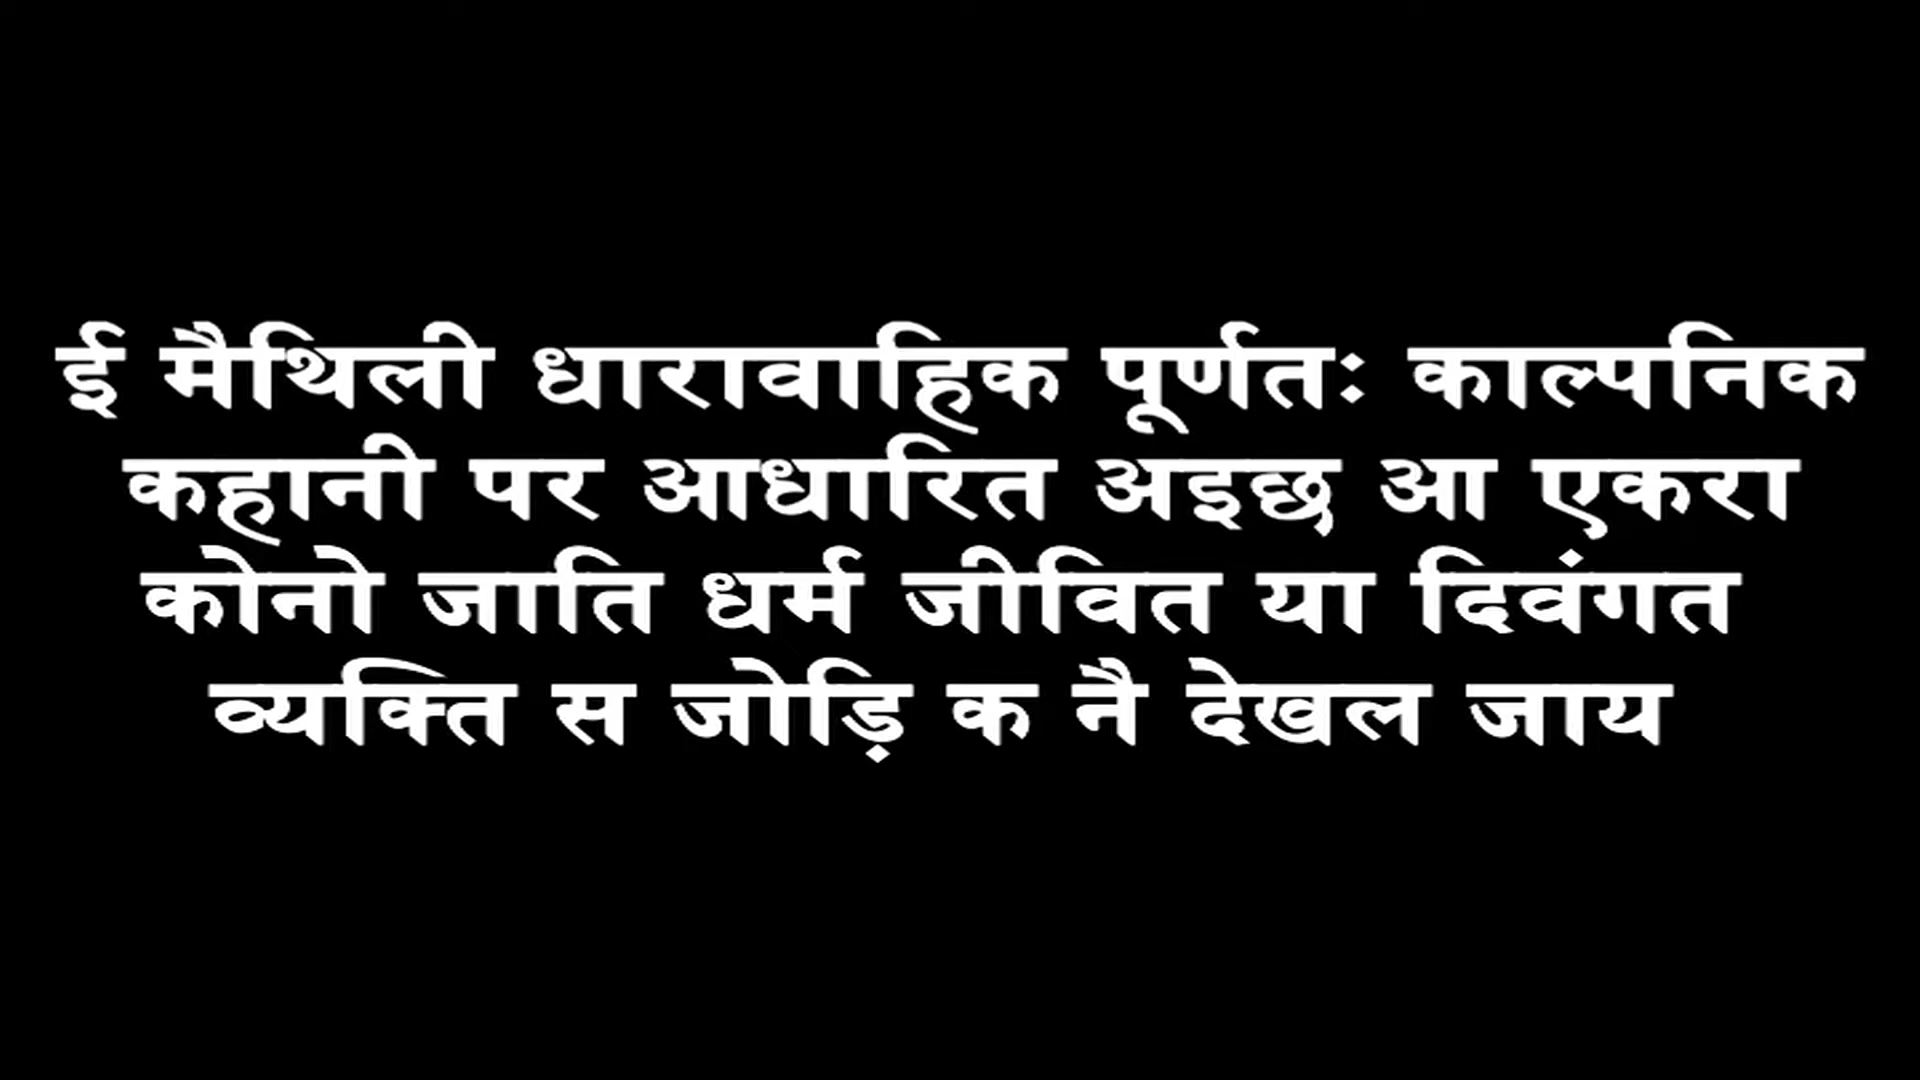 ई मैथिली धारावाहिक पूर्णतः काल्पनिक
कहानी पर आधारित अइछ आ एकरा
कोनो जाति धर्म जीवित या दिवंगत
व्यक्ति स जोड़ि क नै देखल जाय